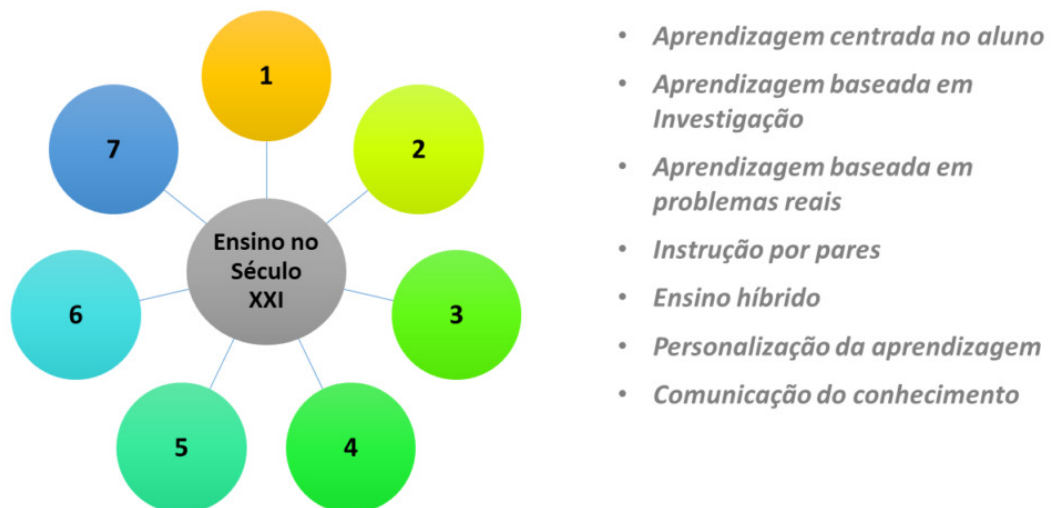 1
2
3
4
5
6
7
Ensino no
Século
XXI
• Aprendizagem centrada no aluno
• Aprendizagem baseada em
Investigação
• Aprendizagem baseada em
problemas reais
• Instrução por pares
• Ensino híbrido
• Personalização da aprendizagem
• Comunicação do conhecimento